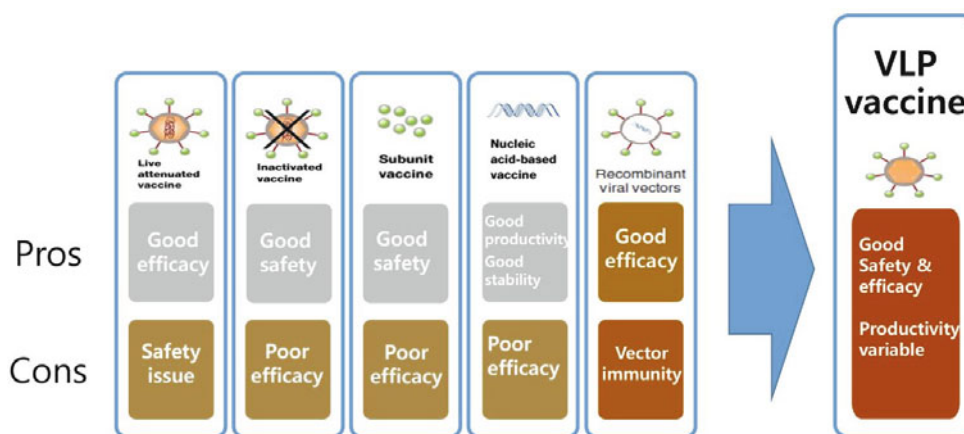 Live
attenuated vaccine
Inactivated
vaccine
Subunit
vaccine
Nucleic
acid-based
vaccine
Recombinant
viral vectors
VLP
vaccine
Pros
Good
efficacy
Good
safety
Good
safety
Good
productivity
Good
stability
Good
efficacy
Good
Safety &
efficacy
Productivity
variable
Cons
Safety
issue
Poor
efficacy
Poor
efficacy
Poor
efficacy
Vector
immunity